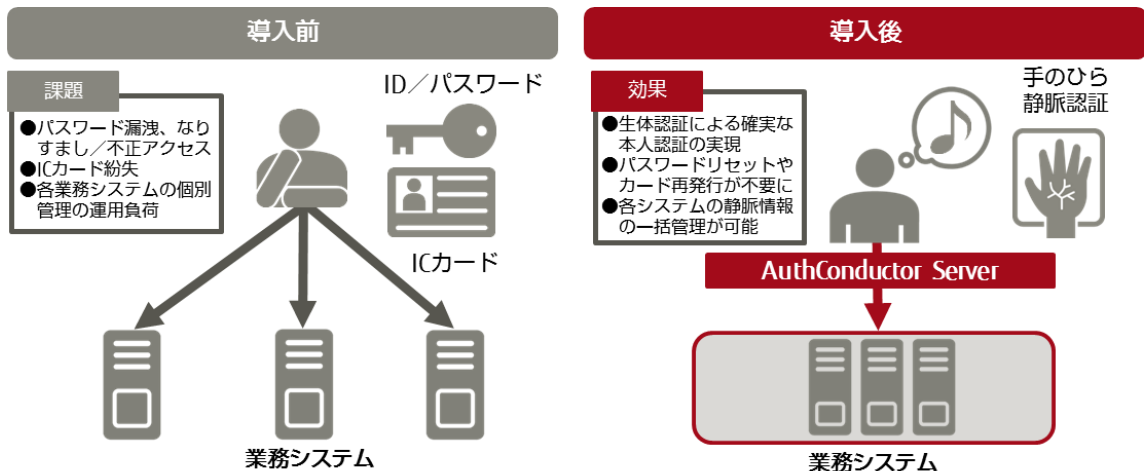 導入前
課題
●パスワード漏洩、なり
すまし／不正アクセス
●ICカード紛失
●各業務システムの個別
管理の運用負荷
ID／パスワード
ICカード
業務システム
導入後
効果
●生体認証による確実な
本人認証の実現
●パスワードリセットや
カード再発行が不要に
●各システムの静脈情報
の一括管理が可能
手のひら
静脈認証
AuthConductor Server
業務システム